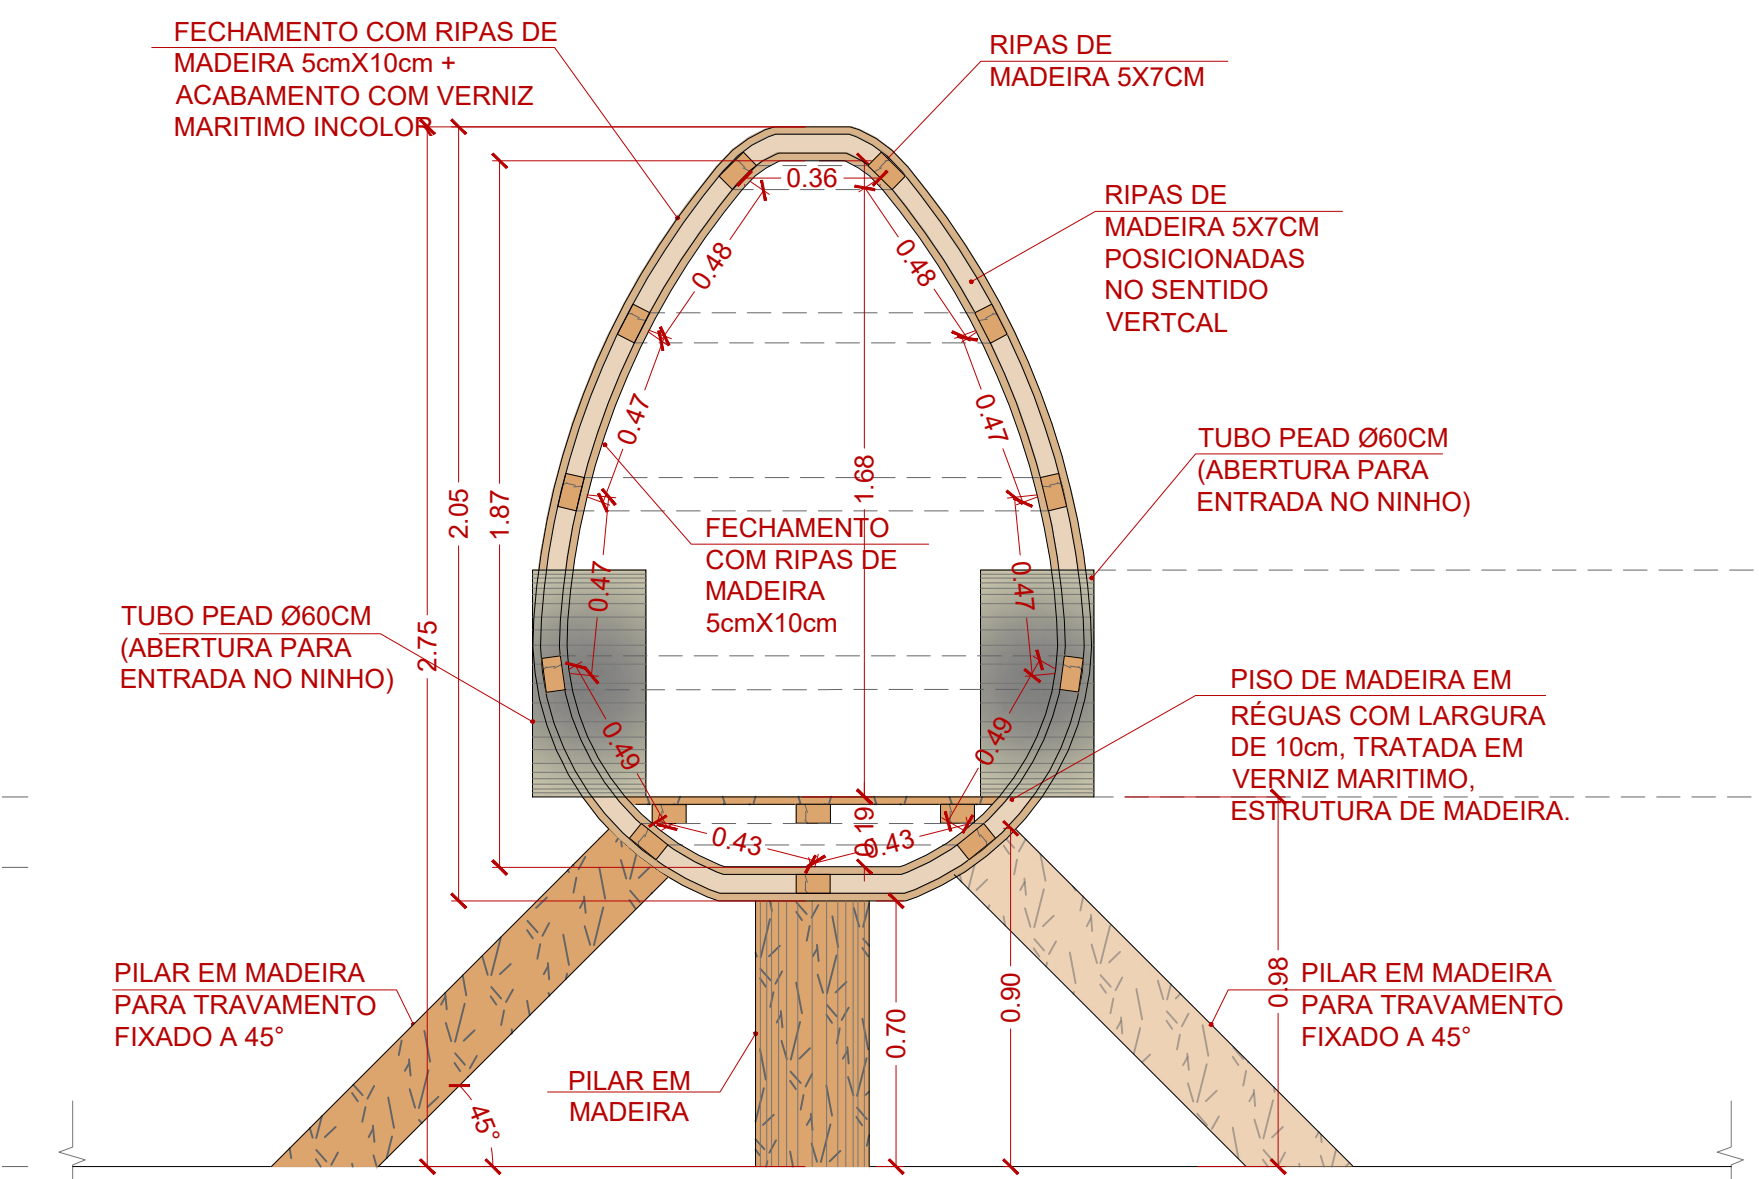 FECHAMENTO COM RIPAS DE
MADEIRA 5cmX10cm +
ACABAMENTO COM VERNIZ
MARITIMO INCOLOR
RIPAS DE
MADEIRA 5X7CM
RIPAS DE
MADEIRA 5X7CM
POSICIONADAS
NO SENTIDO
VERTCAL
0.36
0.48
0.48
0.47
0.47
1.68
2.05
1.87
TUBO PEAD Ø60CM
(ABERTURA PARA
ENTRADA NO NINHO)
FECHAMENTO
COM RIPAS DE
MADEIRA
5cmX10cm
0.47
0.47
TUBO PEAD Ø60CM
(ABERTURA PARA
ENTRADA NO NINHO)
2.75
PISO DE MADEIRA EM
RÉGUAS COM LARGURA
DE 10cm, TRATADA EM
VERNIZ MARITIMO,
ESTRUTURA DE MADEIRA.
0.49
0.49
0.43
0.19
0.43
PILAR EM MADEIRA
PARA TRAVAMENTO
FIXADO A 45°
0.70
0.90
0.98
PILAR EM MADEIRA
PARA TRAVAMENTO
FIXADO A 45°
45°
PILAR EM
MADEIRA